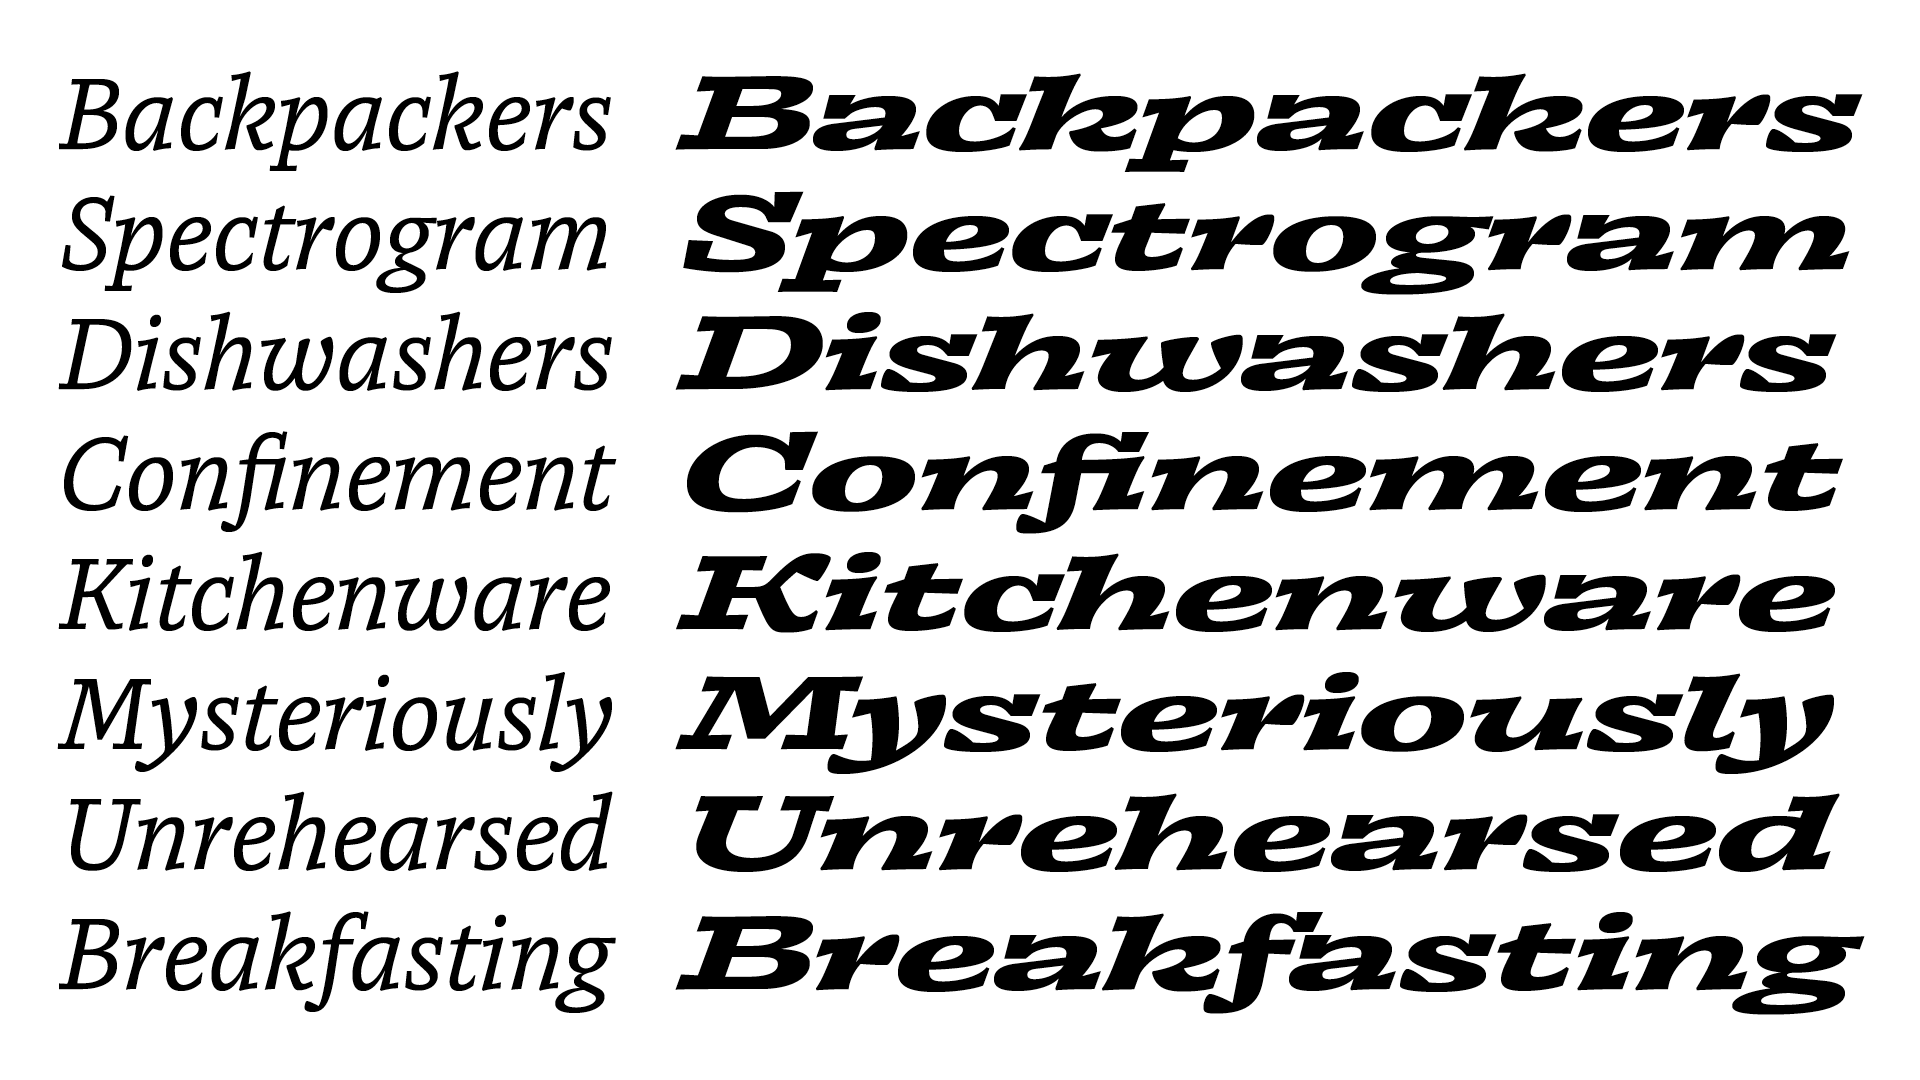 Backpackers Backpackers
Spectrogram Spectrogram
Dishwashers Dishwashers
Confinement Confinement
Kitchenware Kitchenware
Mysteriously Mysteriously
Unrehearsed Unrehearsed
Breakfasting Breakfasting